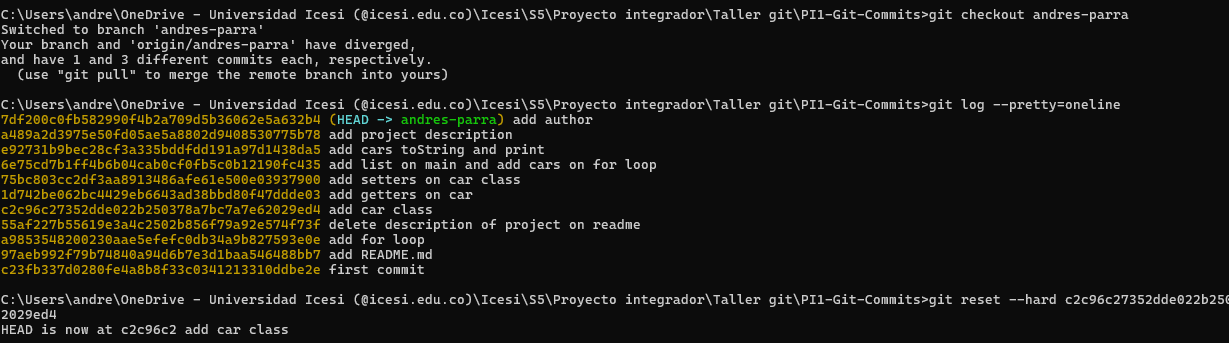 C:\Users\andre\OneDrive - Universidad Icesi (@icesi.edu.co)\Icesi\S5\Proyecto integrador\Taller git\PI1-Git-Commits>git checkout andres-parra
Switched to branch 'andres-parra'
Your branch and 'origin/andres-parra' have diverged,
and have 1 and 3 different commits each, respectively.
  (use "git pull" to merge the remote branch into yours)
C:\Users\andre\OneDrive - Universidad Icesi (@icesi.edu.co)\Icesi\S5\Proyecto integrador\Taller git\PI1-Git-Commits>git log --pretty=oneline
7df200c0fb582990f4b2a709d5b36062e5a632b4 (HEAD -> andres-parra) add author
a489a2d3975e50fd05ae5a8802d9408530775b78 add project description
e92731b9bec28cf3a335bddfdd191a97d1438da5 add cars toString and print
6e75cd7b1ff4b6b04cab0cf0fb5c0b12190fc435 add list on main and add cars on for loop
75bc803cc2df3aa8913486afe61e500e03937900 add setters on car class
1d742be062bc4429eb6643ad38bbd80f47ddde03 add getters on car
c2c96c27352dde022b250378a7bc7a7e62029ed4 add car class
55af227b55619e3a4c2502b856f79a92e574f73f delete description of project on readme
a9853548200230aae5efefc0db34a9b827593e0e add for loop
97aeb992f79b74840a94d6b7e3d1baa546488bb7 add README.md
c23fb337d0280fe4a8b8f33c0341213310ddbe2e first commit
C:\Users\andre\OneDrive - Universidad Icesi (@icesi.edu.co)\Icesi\S5\Proyecto integrador\Taller git\PI1-Git-Commits>git reset --hard c2c96c27352dde022b250
2029ed4
HEAD is now at c2c96c2 add car class